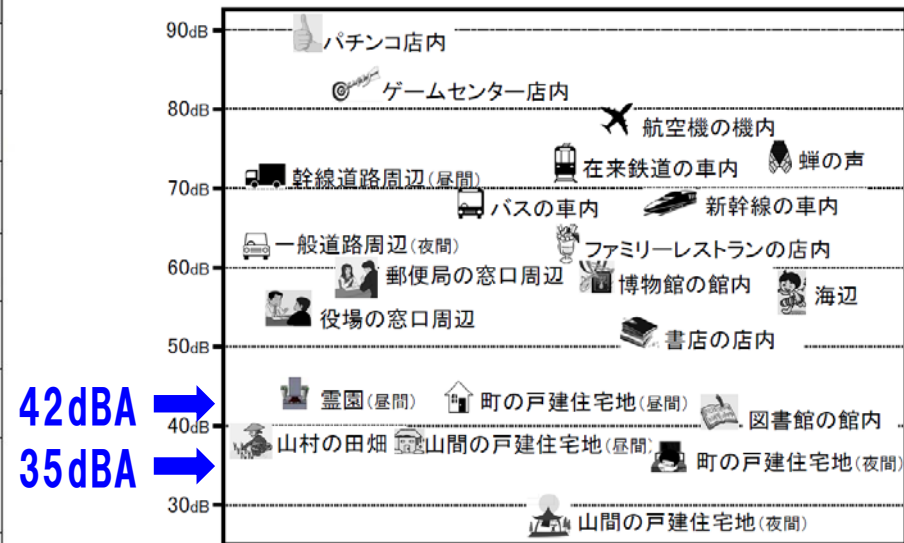 90dB
パチンコ店内
ゲームセンター店内
80dB
航空機の機内
在来鉄道の車内
蝉の声
幹線道路周辺(昼間)
70dB
バスの車内
新幹線の車内
一般道路周辺(夜間)
ファミリーレストランの店内
60dB
郵便局の窓口周辺
博物館の館内
海辺
役場の窓口周辺
書店の店内
50dB
42dBA
霊園(昼間)
町の戸建住宅地(昼間)
図書館の館内
40dB
山村の田畑
山間の戸建住宅地(昼間)
35dBA
町の戸建住宅地(夜間)
30dB
山間の戸建住宅地(夜間)